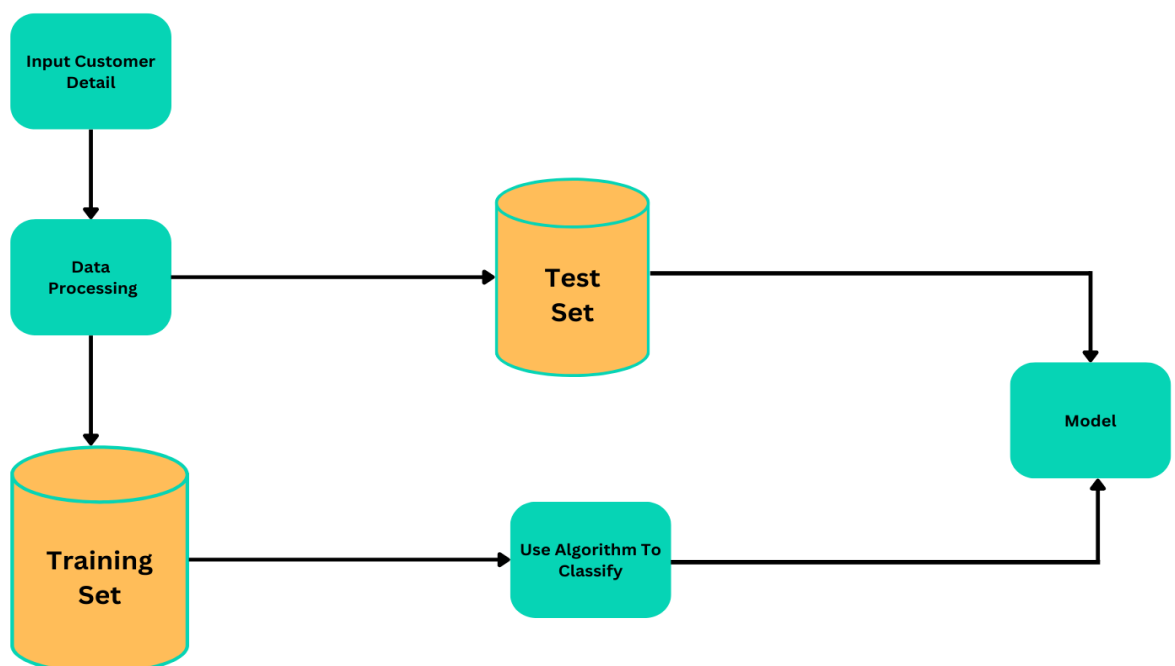 Input Customer
Detail
Data
Processing
Test
Set
Model
Training
Set
Use Algorithm To
Classify